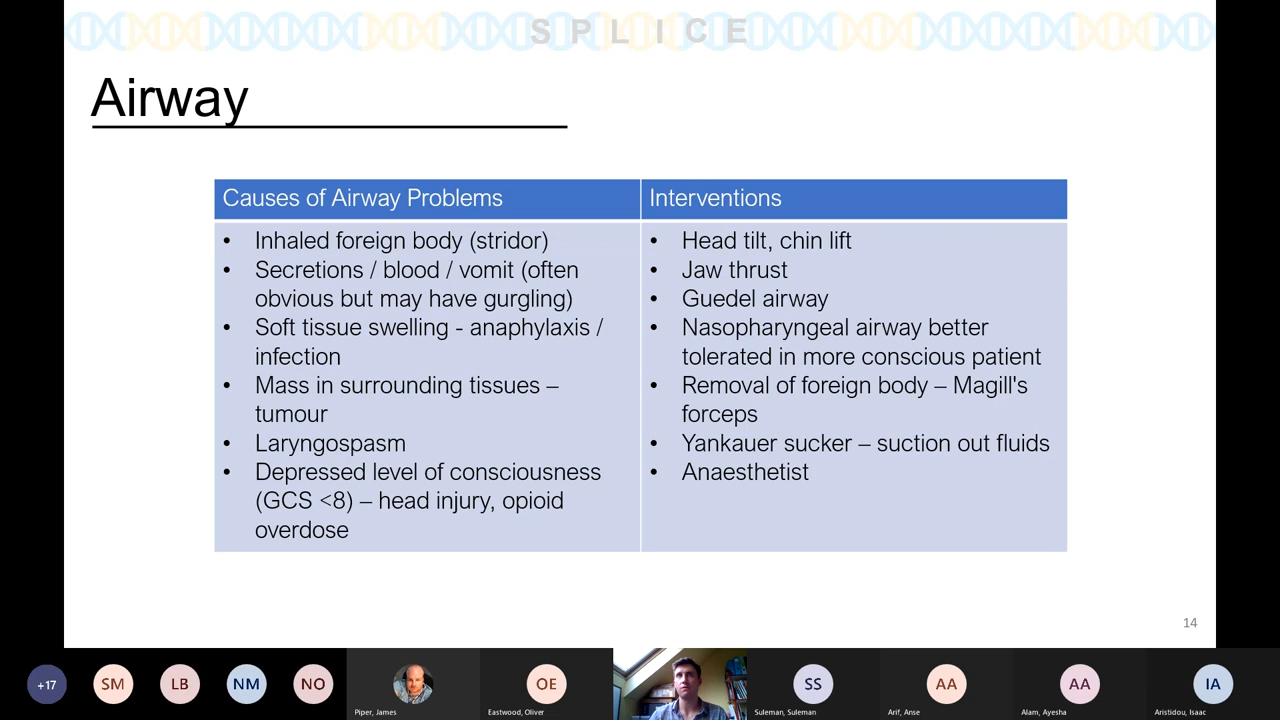 S P L I C E
Airway
Causes of Airway Problems
Interventions
• Inhaled foreign body (stridor)
• Secretions / blood / vomit (often
obvious but may have gurgling)
• Soft tissue swelling - anaphylaxis /
infection
• Mass in surrounding tissues –
tumour
• Laryngospasm
• Depressed level of consciousness
(GCS <8) – head injury, opioid
overdose
• Head tilt, chin lift
• Jaw thrust
• Guedel airway
• Nasopharyngeal airway better
tolerated in more conscious patient
• Removal of foreign body – Magill's
forceps
• Yankauer sucker – suction out fluids
• Anaesthetist
14
+17
SM
LB
NM
NO
Piper, James
OE
Eastwood, Oliver
SS
Suleman, Suleman
AA
Arif, Anse
AA
Alam, Ayesha
IA
Aristidou, Isaac